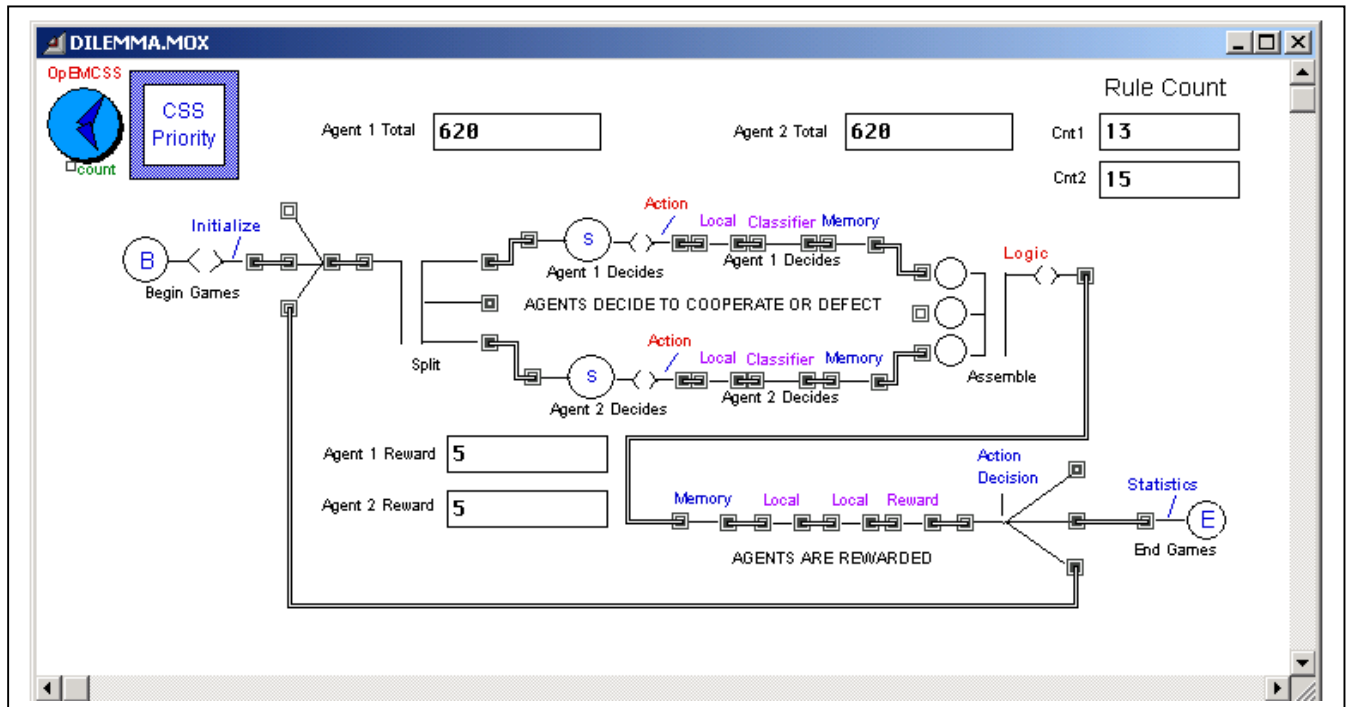 DILEMMA.MOX
OpEMCSS
CSS
Priority
count
Agent 1 Total 620
Agent 2 Total 620
Rule Count
Cnt1 13
Cnt2 15
Initialize
B
Begin Games
Split
Action
Local Classifier Memory
S
Agent 1 Decides
Agent 1 Decides
AGENTS DECIDE TO COOPERATE OR DEFECT
Action
Local Classifier Memory
S
Agent 2 Decides
Agent 2 Decides
Logic
Assemble
Agent 1 Reward 5
Agent 2 Reward 5
Memory Local Local Reward
AGENTS ARE REWARDED
Action
Decision
Statistics
E
End Games